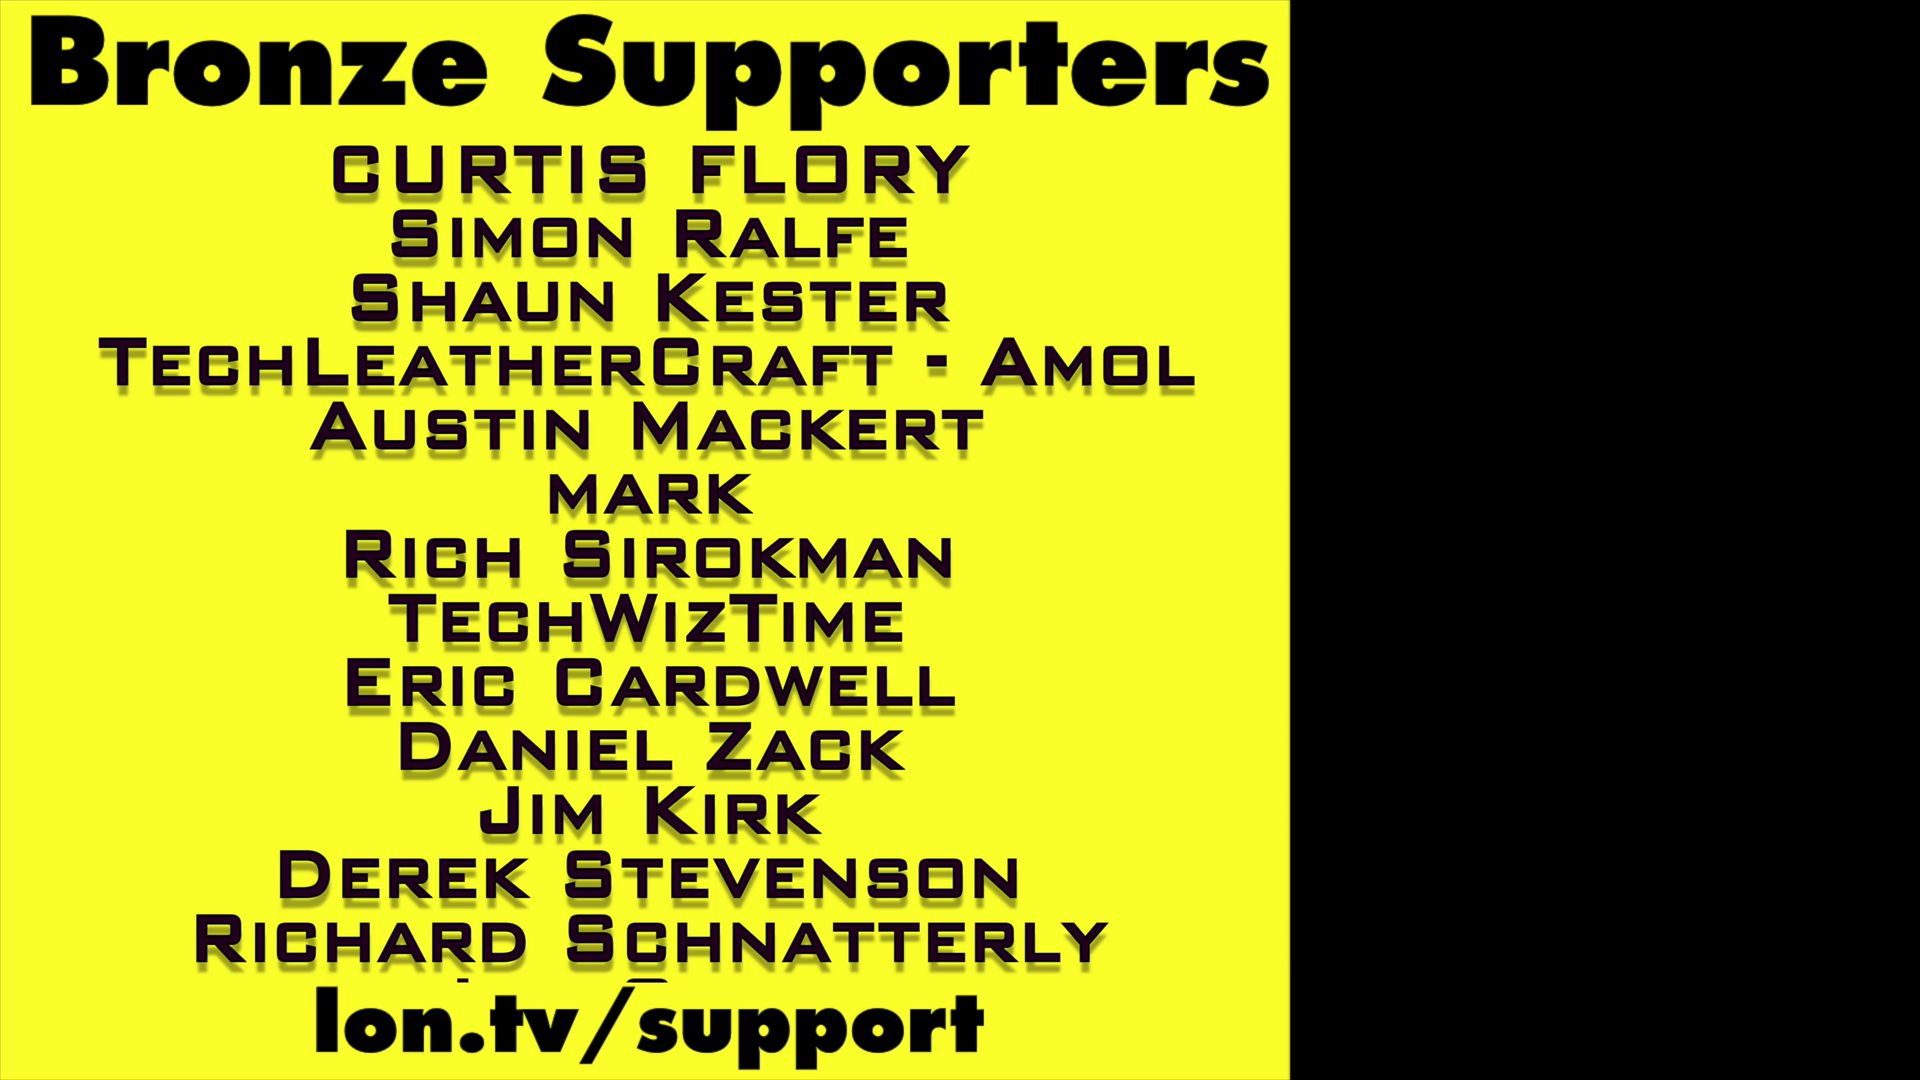 Bronze Supporters
CURTIS FLORY
Simon Ralfe
Shaun Kester
TechLeatherCraft - Amol
Austin Mackert
mark
Rich Sirokman
TechWizTime
Eric Cardwell
Daniel Zack
Jim Kirk
Derek Stevenson
Richard Schnatterly
lon.tv/support